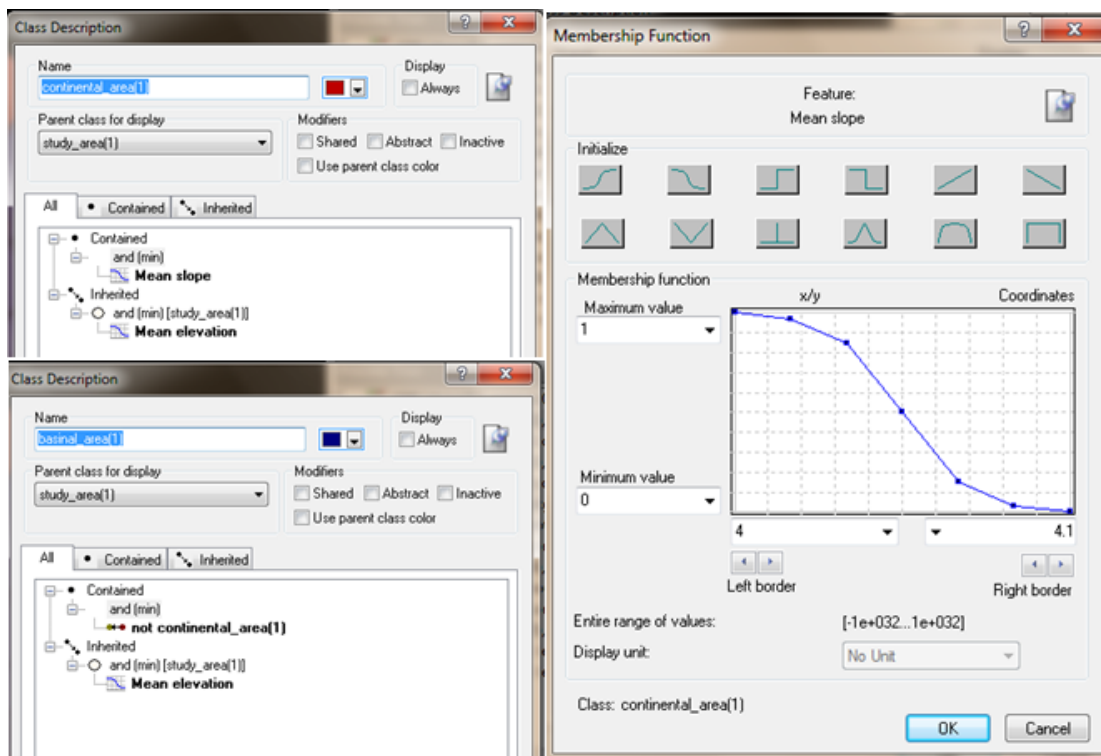 Class Description
Name
continental_area(1)
Display
Always
Parent class for display
study_area(1)
Modifiers
Shared Abstract Inactive
Use parent class color
All Contained Inherited
Contained
and (min)
Mean slope
Inherited
and (min) [study_area(1)]
Mean elevation
Class Description
Name
basinal_area(1)
Display
Always
Parent class for display
study_area(1)
Modifiers
Shared Abstract Inactive
Use parent class color
All Contained Inherited
Contained
and (min)
not continental_area(1)
Inherited
and (min) [study_area(1)]
Mean elevation
Membership Function
Feature:
Mean slope
Initialize
Membership function
Maximum value
1
x/y
Coordinates
Minimum value
0
4
4.1
Left border
Right border
Entire range of values: [-1e+032...1e+032]
Display unit: No Unit
Class: continental_area(1)
OK Cancel